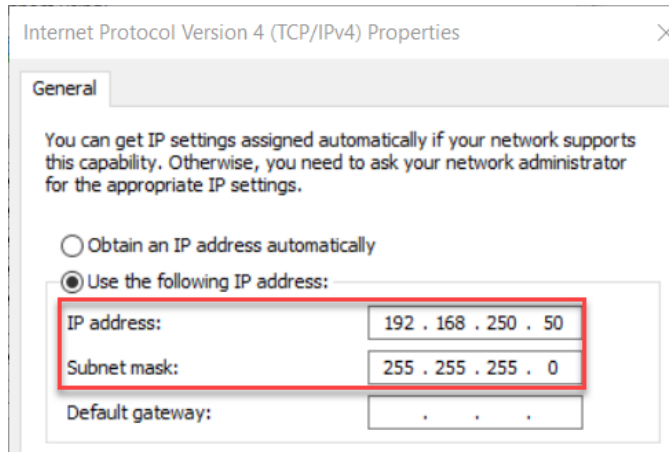 Internet Protocol Version 4 (TCP/IPv4) Properties
General
You can get IP settings assigned automatically if your network supports
this capability. Otherwise, you need to ask your network administrator
for the appropriate IP settings.
Obtain an IP address automatically
Use the following IP address:
IP address: 192 . 168 . 250 . 50
Subnet mask: 255 . 255 . 255 . 0
Default gateway: . . .